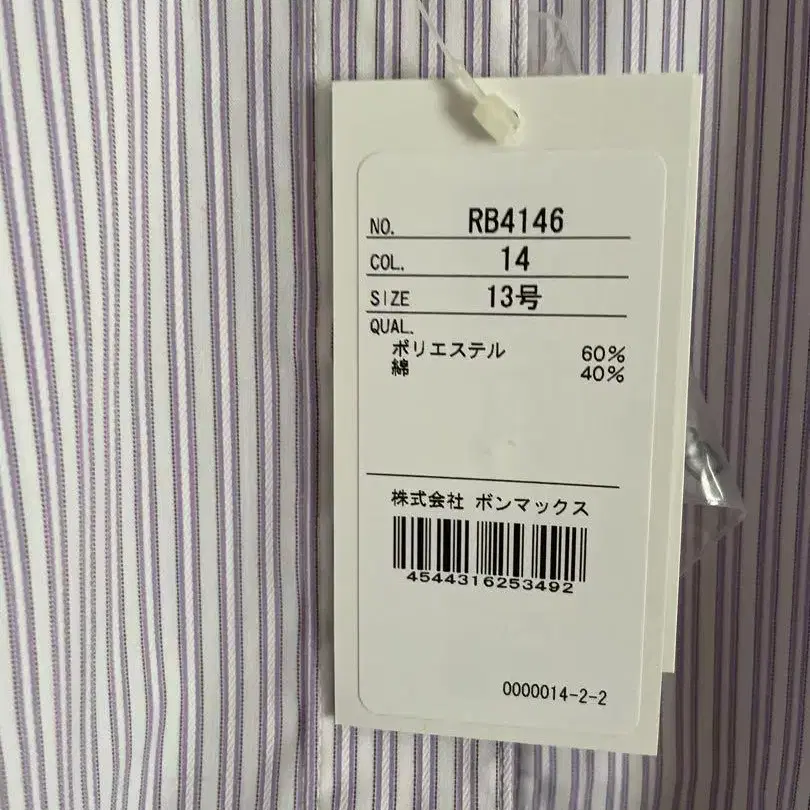 NO. RB4146
COL. 14
SIZE 13号
QUAL.
ポリエステル 60%
綿 40%
株式会社 ボンマックス
4544316253492
0000014-2-2